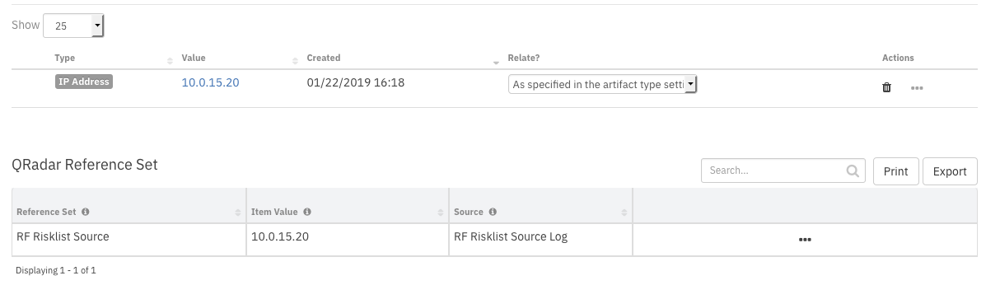 Show 25
Type Value Created Relate? Actions
IP Address 10.0.15.20 01/22/2019 16:18 As specified in the artifact type setti
QRadar Reference Set
Search... Print Export
Reference Set Item Value Source
RF Risklist Source 10.0.15.20 RF Risklist Source Log
Displaying 1 - 1 of 1